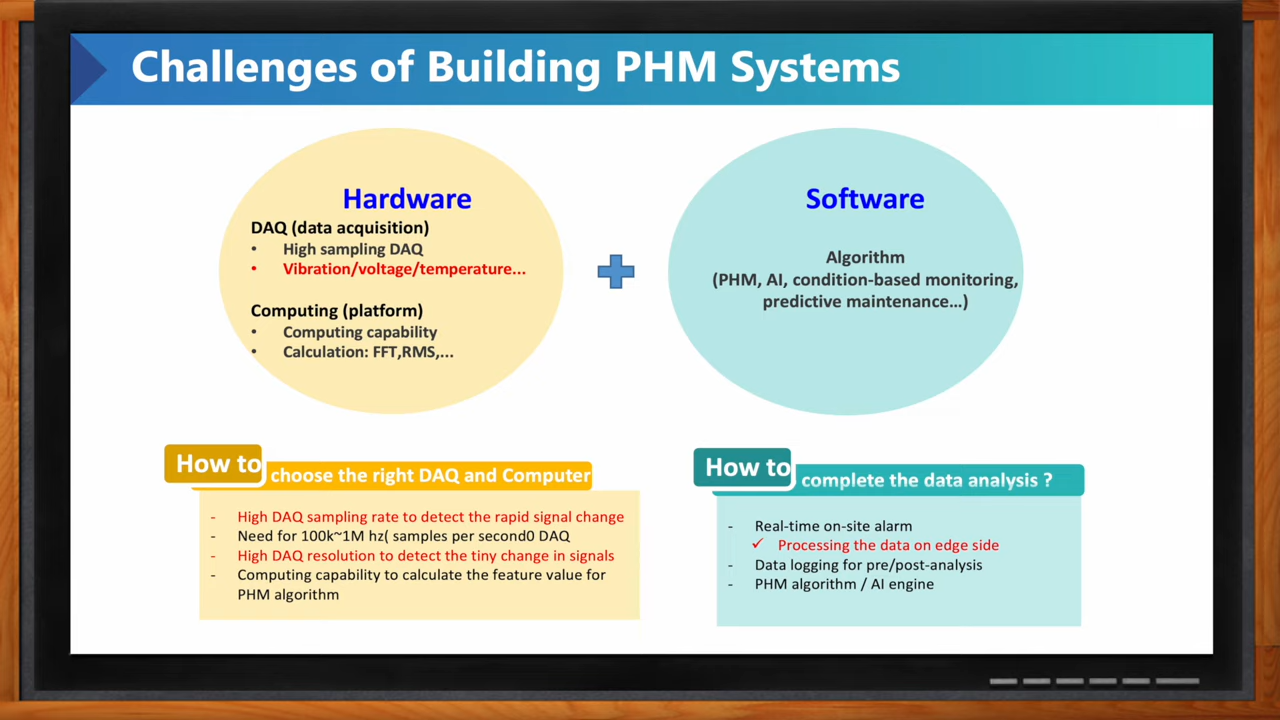 Challenges of Building PHM Systems
Hardware
DAQ (data acquisition)
• High sampling DAQ
• Vibration/voltage/temperature...
Computing (platform)
• Computing capability
• Calculation: FFT,RMS,...
Software
Algorithm
(PHM, AI, condition-based monitoring,
predictive maintenance...)
How to choose the right DAQ and Computer
- High DAQ sampling rate to detect the rapid signal change
- Need for 100k~1M hz( samples per second0 DAQ
- High DAQ resolution to detect the tiny change in signals
- Computing capability to calculate the feature value for
PHM algorithm
How to complete the data analysis ?
- Real-time on-site alarm
✓ Processing the data on edge side
- Data logging for pre/post-analysis
- PHM algorithm / AI engine